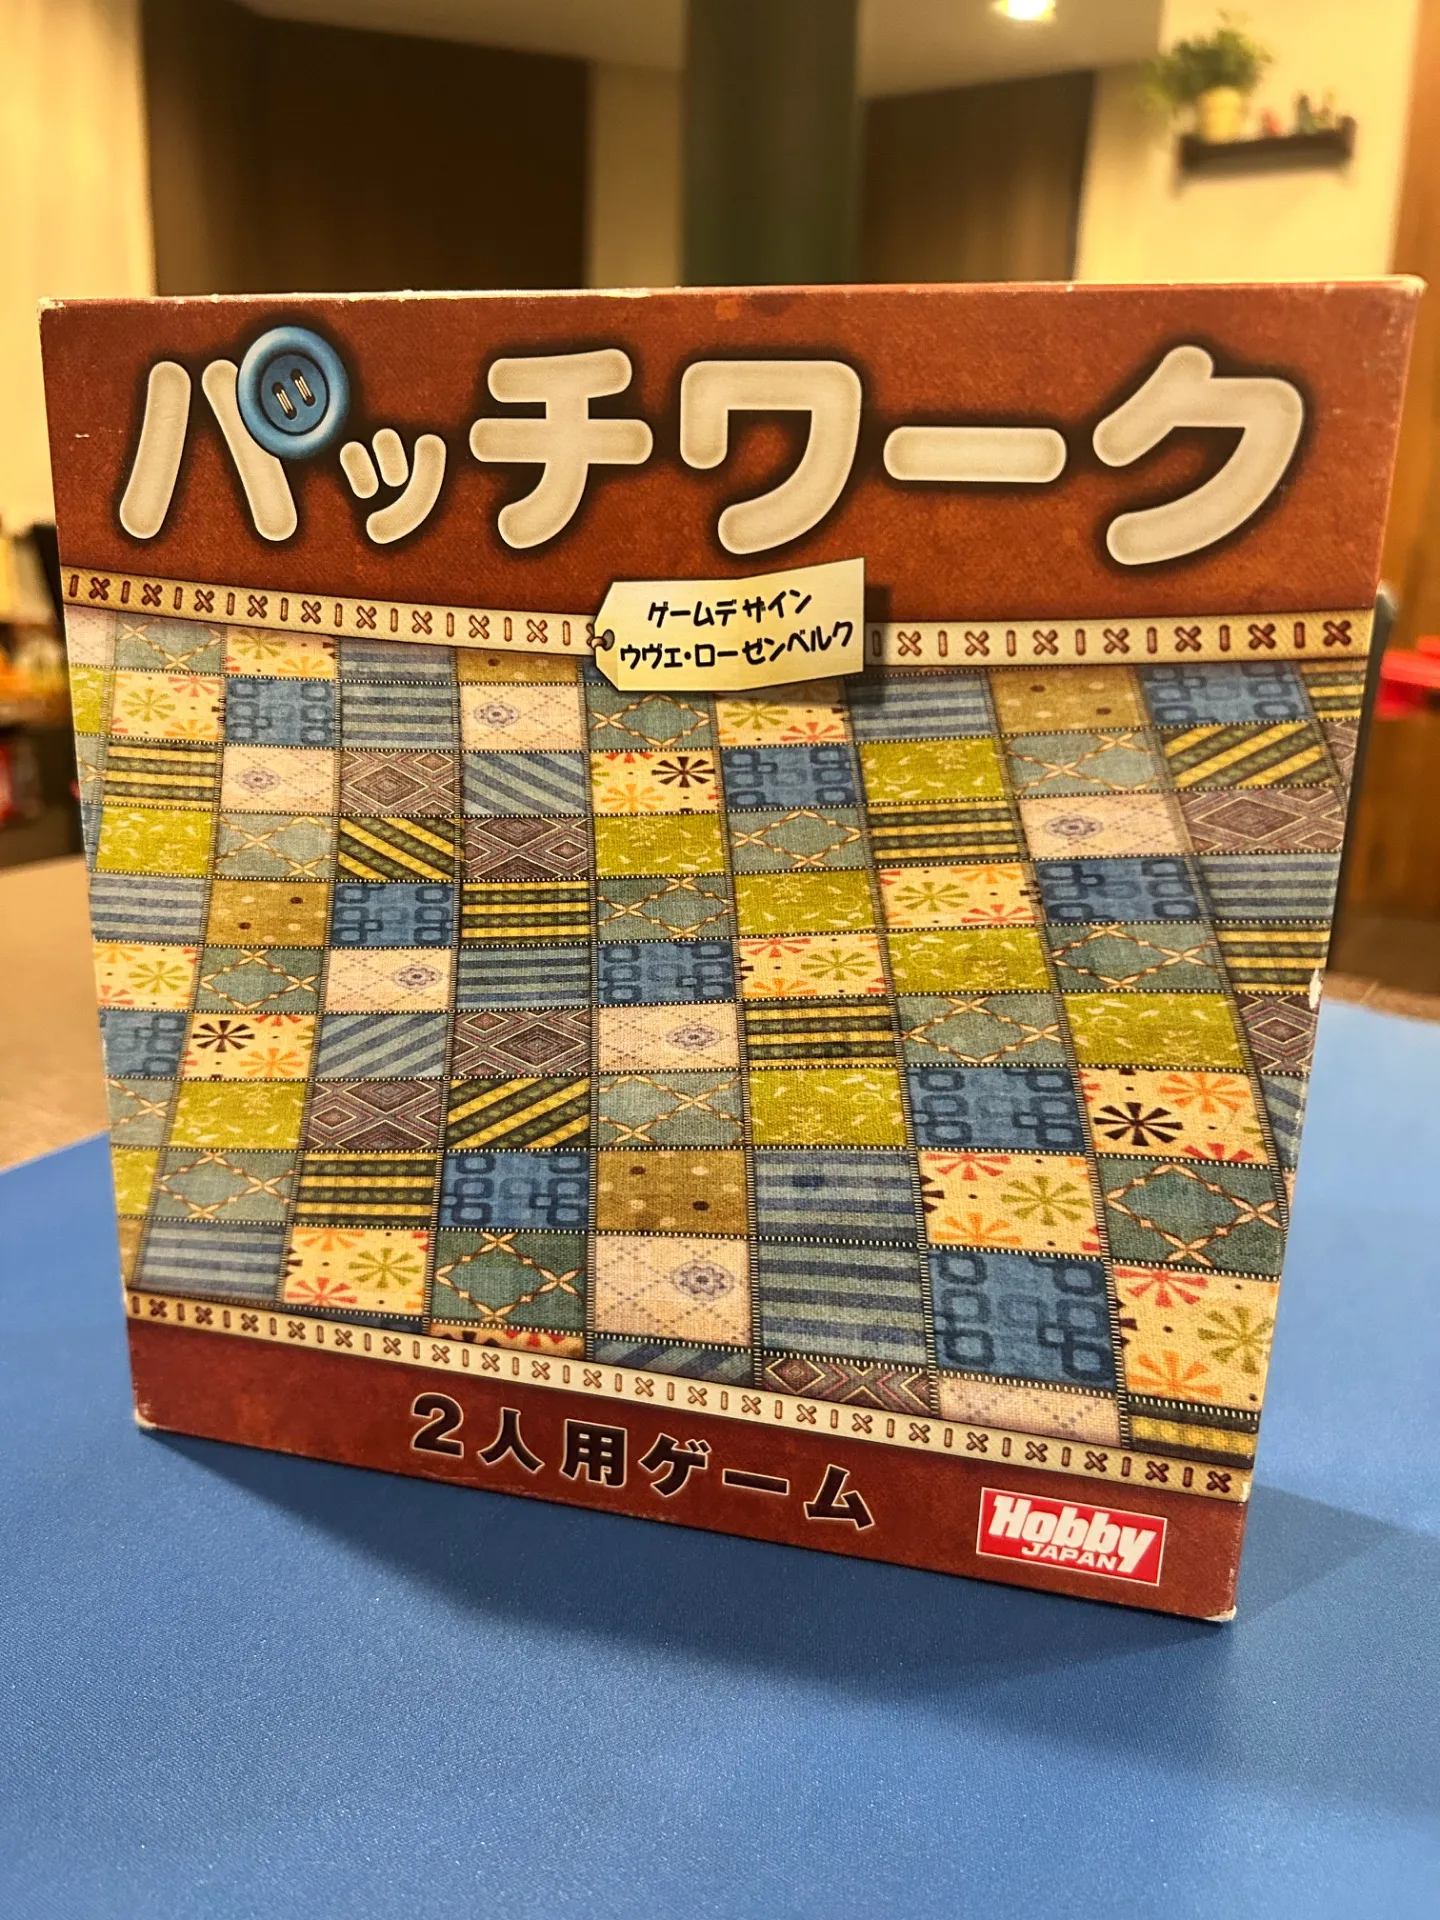 パッチワーク
ゲームデザイン
ウヴェ・ローゼンベルク
2人用ゲーム
Hobby
JAPAN